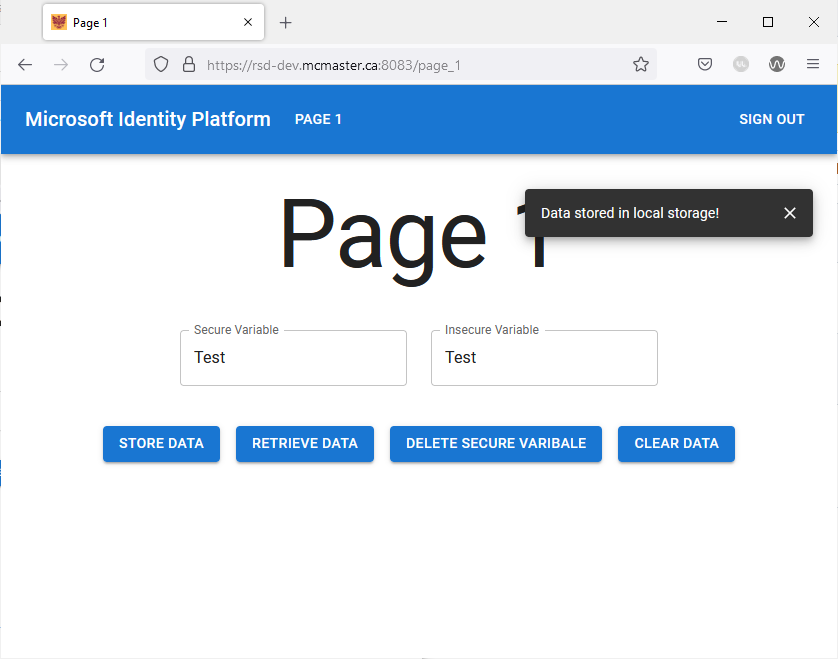 Page 1
https://rsd-dev.mcmaster.ca:8083/page_1
Microsoft Identity Platform PAGE 1 SIGN OUT
Data stored in local storage!
Page 1
Secure Variable Insecure Variable
Test Test
STORE DATA RETRIEVE DATA DELETE SECURE VARIBALE CLEAR DATA